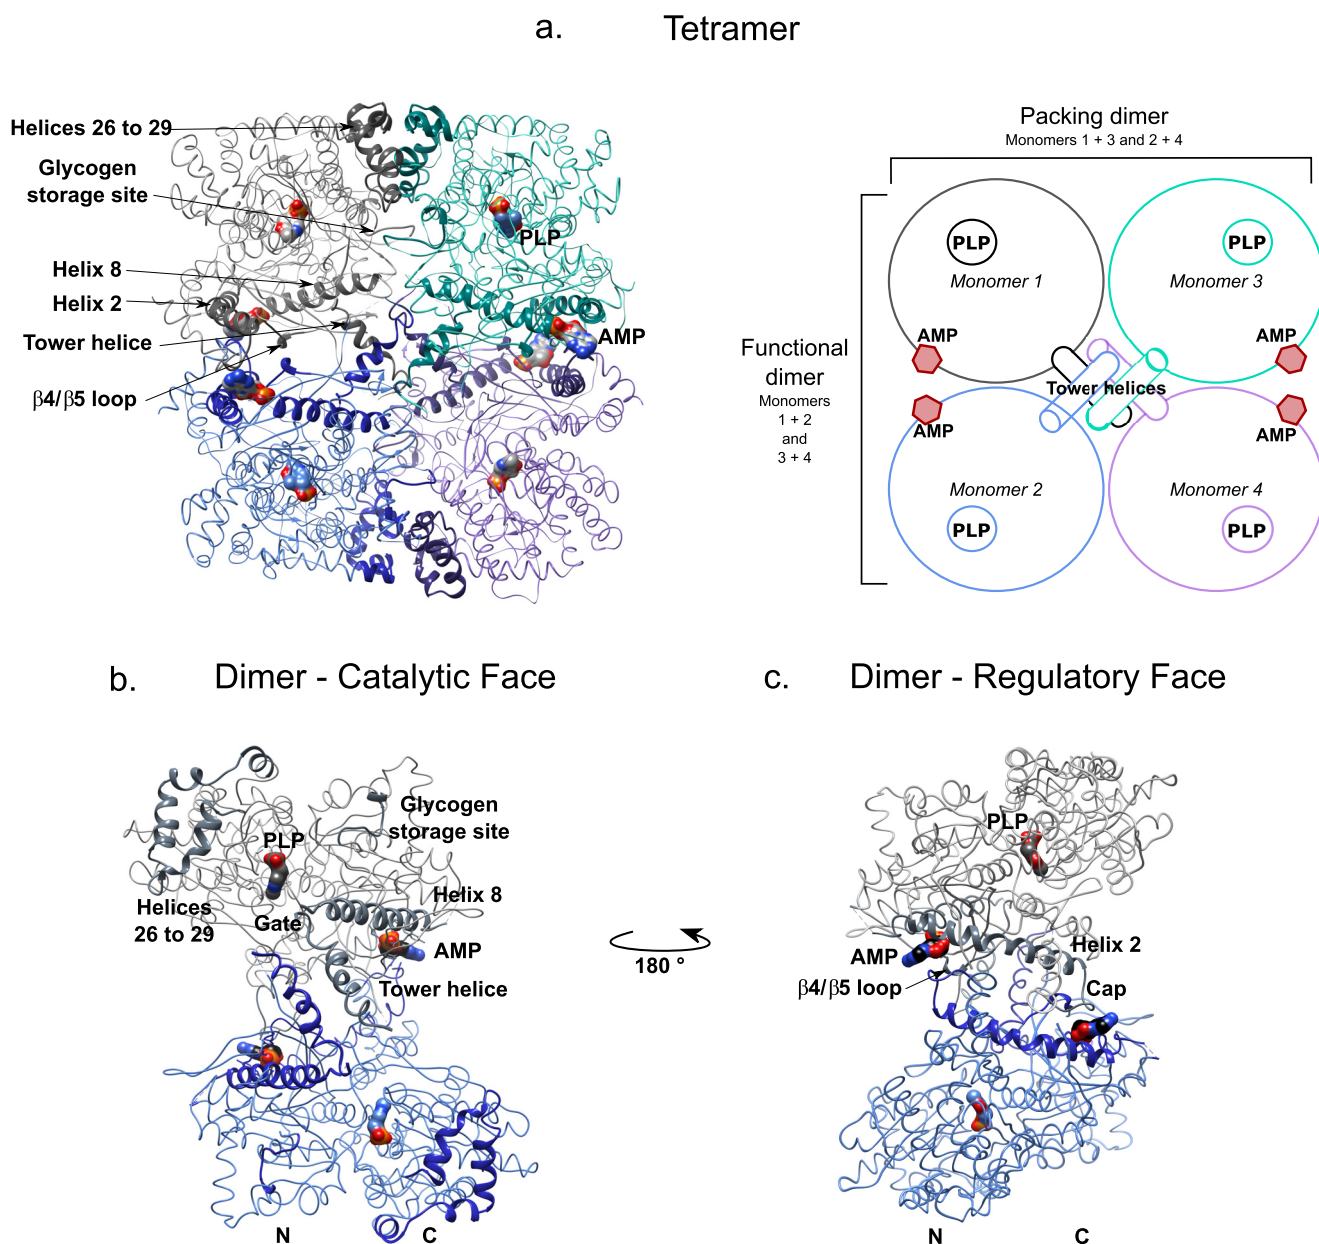 a. Tetramer
Helices 26 to 29
Glycogen
storage site
Helix 8
Helix 2
Tower helice
β4/β5 loop
PLP
AMP
Packing dimer
Monomers 1 + 3 and 2 + 4
Functional
dimer
Monomers
1 + 2
and
3 + 4
PLP
Monomer 1
AMP
PLP
Monomer 3
AMP
Tower helices
AMP
Monomer 2
PLP
AMP
Monomer 4
PLP
b. Dimer - Catalytic Face
Glycogen
storage site
PLP
Helix 8
Helices
26 to 29
Gate
AMP
Tower helice
N C
180 °
c. Dimer - Regulatory Face
PLP
Helix 2
AMP
β4/β5 loop
Cap
N C